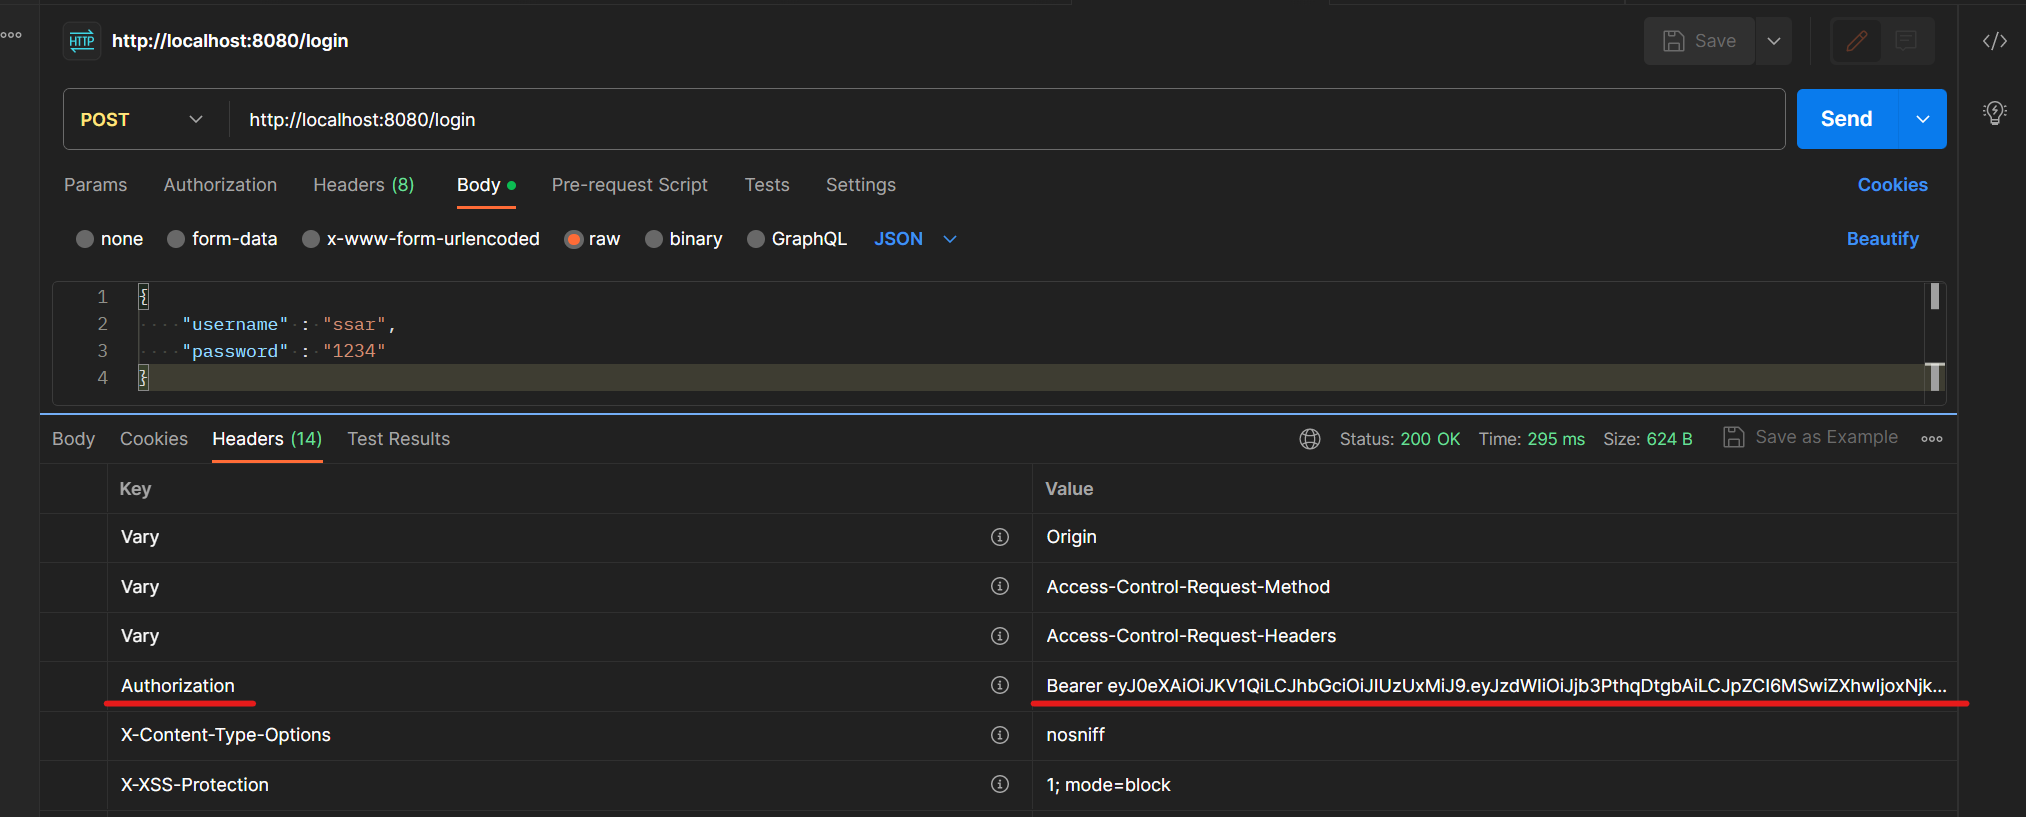 HTTP http://localhost:8080/login Save
POST http://localhost:8080/login Send
Params Authorization Headers (8) Body Pre-request Script Tests Settings Cookies
none form-data x-www-form-urlencoded raw binary GraphQL JSON Beautify
1 {
2 "username" : "ssar",
3 "password" : "1234"
4 }
Body Cookies Headers (14) Test Results Status: 200 OK Time: 295 ms Size: 624 B Save as Example
Key Value
Vary Origin
Vary Access-Control-Request-Method
Vary Access-Control-Request-Headers
Authorization Bearer eyJ0eXAiOiJKV1QiLCJhbGciOiJIUzUxMiJ9.eyJzdWIiOiJjb3PthqDtgbAiLCJpZCI6MSwiZXhwIjoxNjk...
X-Content-Type-Options nosniff
X-XSS-Protection 1; mode=block